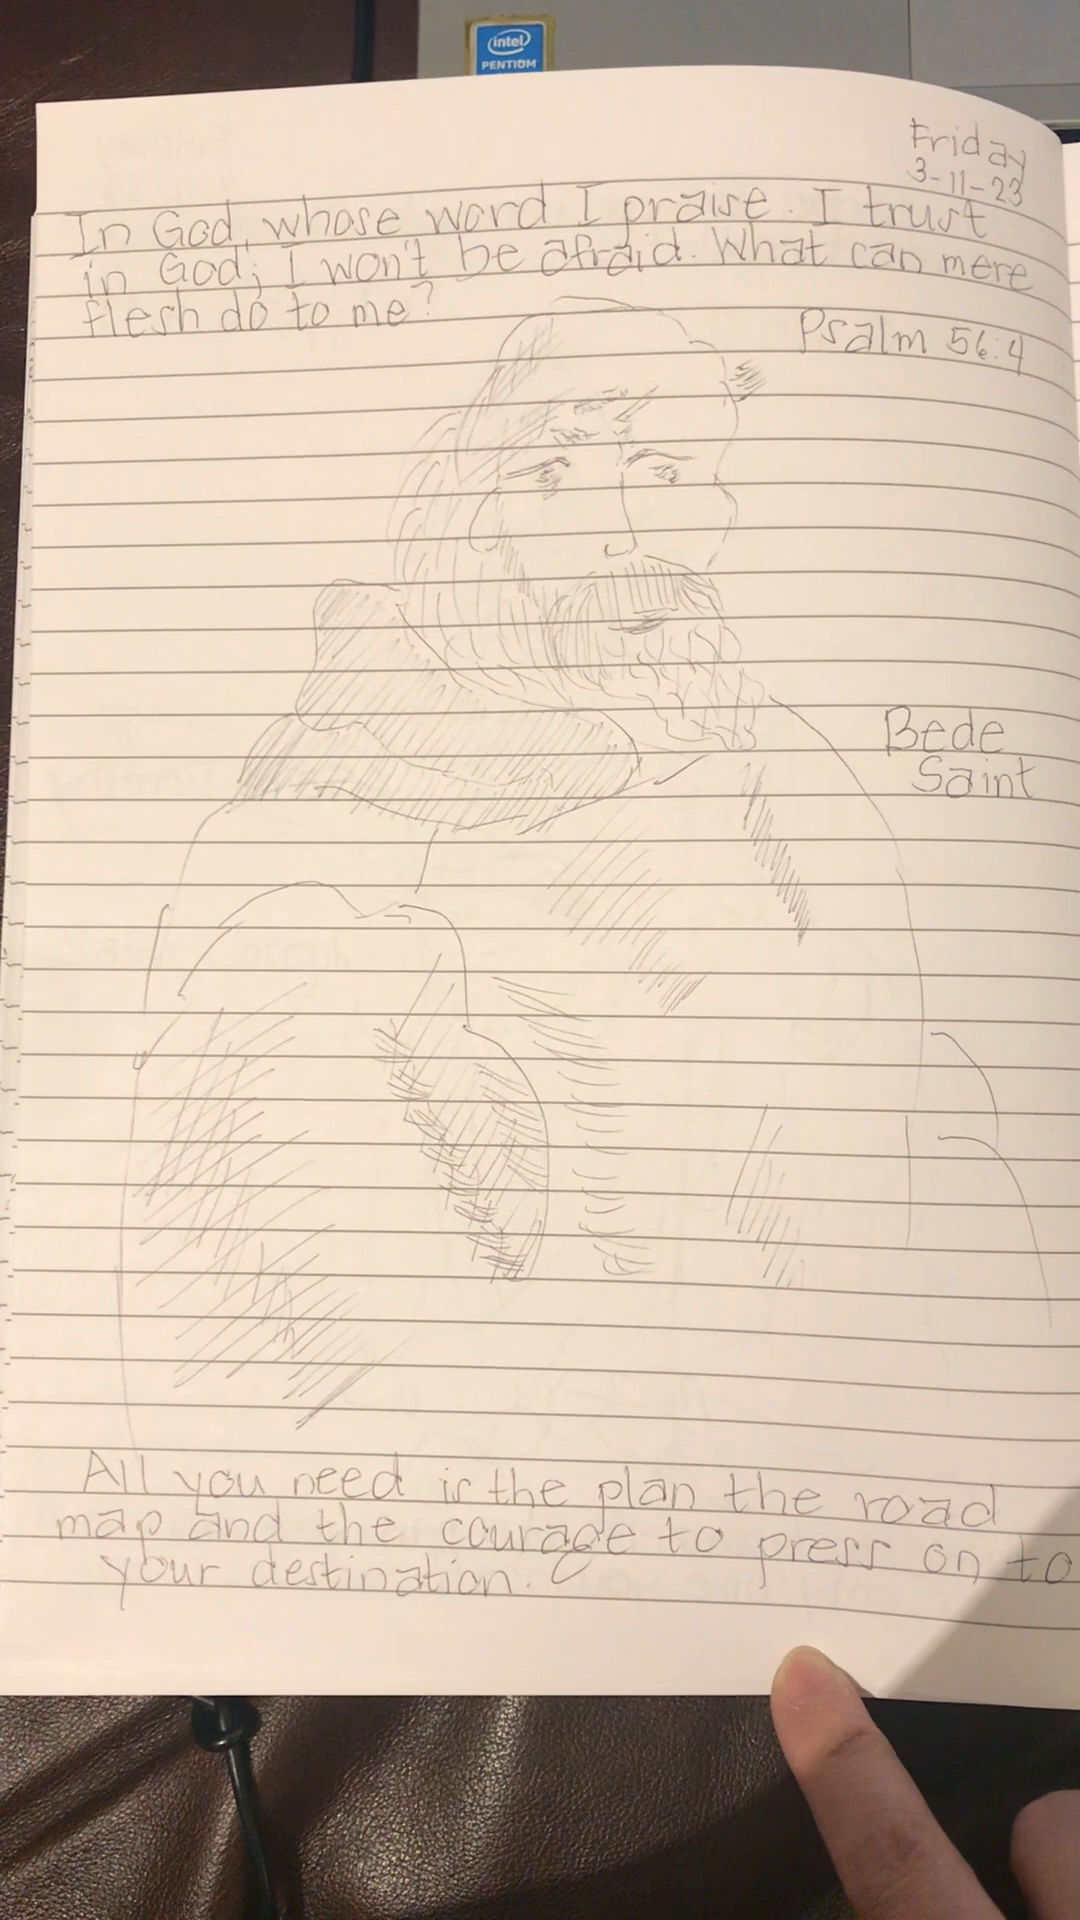 intel
PENTIUM
Friday
3-11-23
In God, whose word I praise. I trust
in God; I won't be afraid. What can mere
flesh do to me?
Psalm 56:4
Bede
Saint
All you need is the plan the road
map and the courage to press on to
your destination.